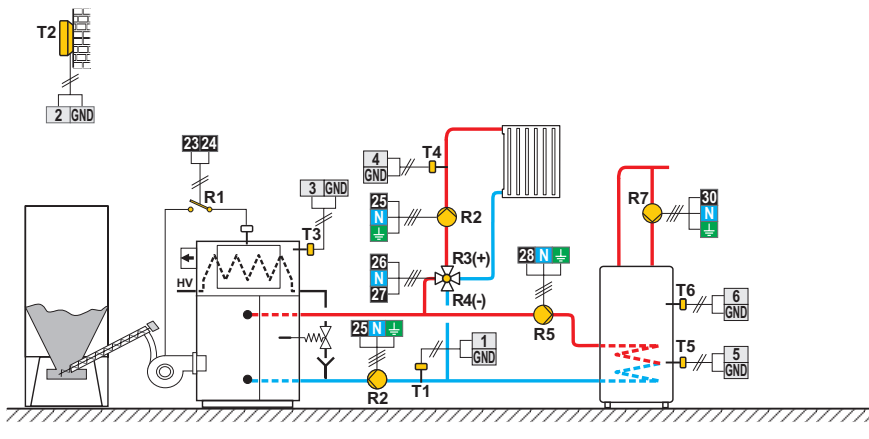 T2
2 GND
23 24
R1
3 GND
T3
HV
4
GND
T4
25
N
R2
R3(+)
26
N
27
R4(-)
28 N
R5
25 N
R2
1
GND
T1
R7
30
N
T6
6
GND
T5
5
GND